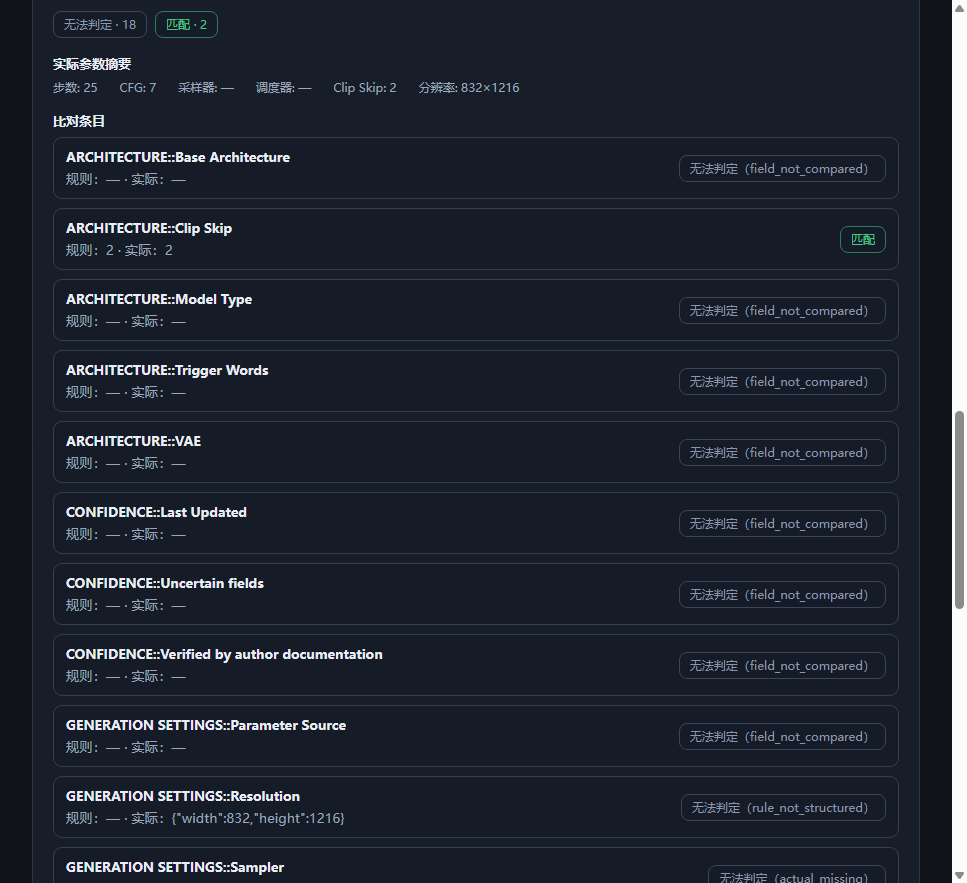 无法判定 · 18 匹配 · 2
实际参数摘要
步数: 25 CFG: 7 采样器: — 调度器: — Clip Skip: 2 分辨率: 832×1216
比对条目
ARCHITECTURE::Base Architecture
规则：— · 实际：—
无法判定（field_not_compared）
ARCHITECTURE::Clip Skip
规则：2 · 实际：2
匹配
ARCHITECTURE::Model Type
规则：— · 实际：—
无法判定（field_not_compared）
ARCHITECTURE::Trigger Words
规则：— · 实际：—
无法判定（field_not_compared）
ARCHITECTURE::VAE
规则：— · 实际：—
无法判定（field_not_compared）
CONFIDENCE::Last Updated
规则：— · 实际：—
无法判定（field_not_compared）
CONFIDENCE::Uncertain fields
规则：— · 实际：—
无法判定（field_not_compared）
CONFIDENCE::Verified by author documentation
规则：— · 实际：—
无法判定（field_not_compared）
GENERATION SETTINGS::Parameter Source
规则：— · 实际：—
无法判定（field_not_compared）
GENERATION SETTINGS::Resolution
规则：— · 实际：{"width":832,"height":1216}
无法判定（rule_not_structured）
GENERATION SETTINGS::Sampler
无法判定（actual_missing）